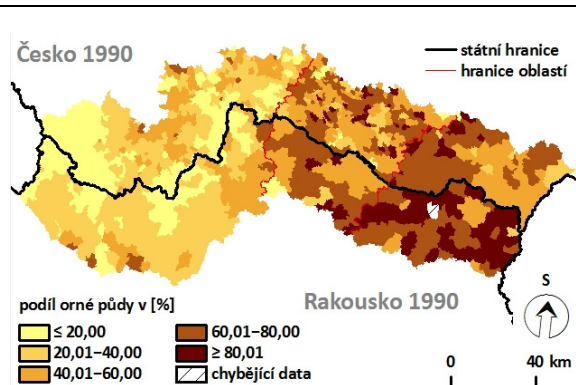 Česko 1990
státní hranice
hranice oblastí
Rakousko 1990
podíl orné půdy v [%]
≤ 20,00
20,01–40,00
40,01–60,00
60,01–80,00
≥ 80,01
chybějící data
S
0 40 km